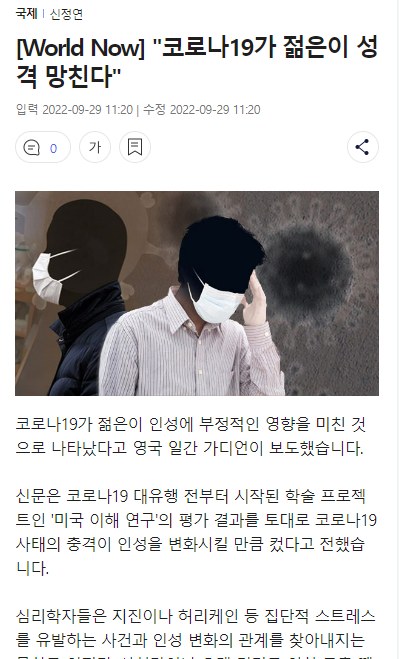 국제 | 신정연
[World Now] "코로나19가 젊은이 성
격 망친다"
입력 2022-09-29 11:20 | 수정 2022-09-29 11:20
0 가
코로나19가 젊은이 인성에 부정적인 영향을 미친 것
으로 나타났다고 영국 일간 가디언이 보도했습니다.
신문은 코로나19 대유행 전부터 시작된 학술 프로젝
트인 '미국 이해 연구'의 평가 결과를 토대로 코로나19
사태의 충격이 인성을 변화시킬 만큼 컸다고 전했습
니다.
심리학자들은 지진이나 허리케인 등 집단적 스트레스
를 유발하는 사건과 인성 변화의 관계를 찾아내지는